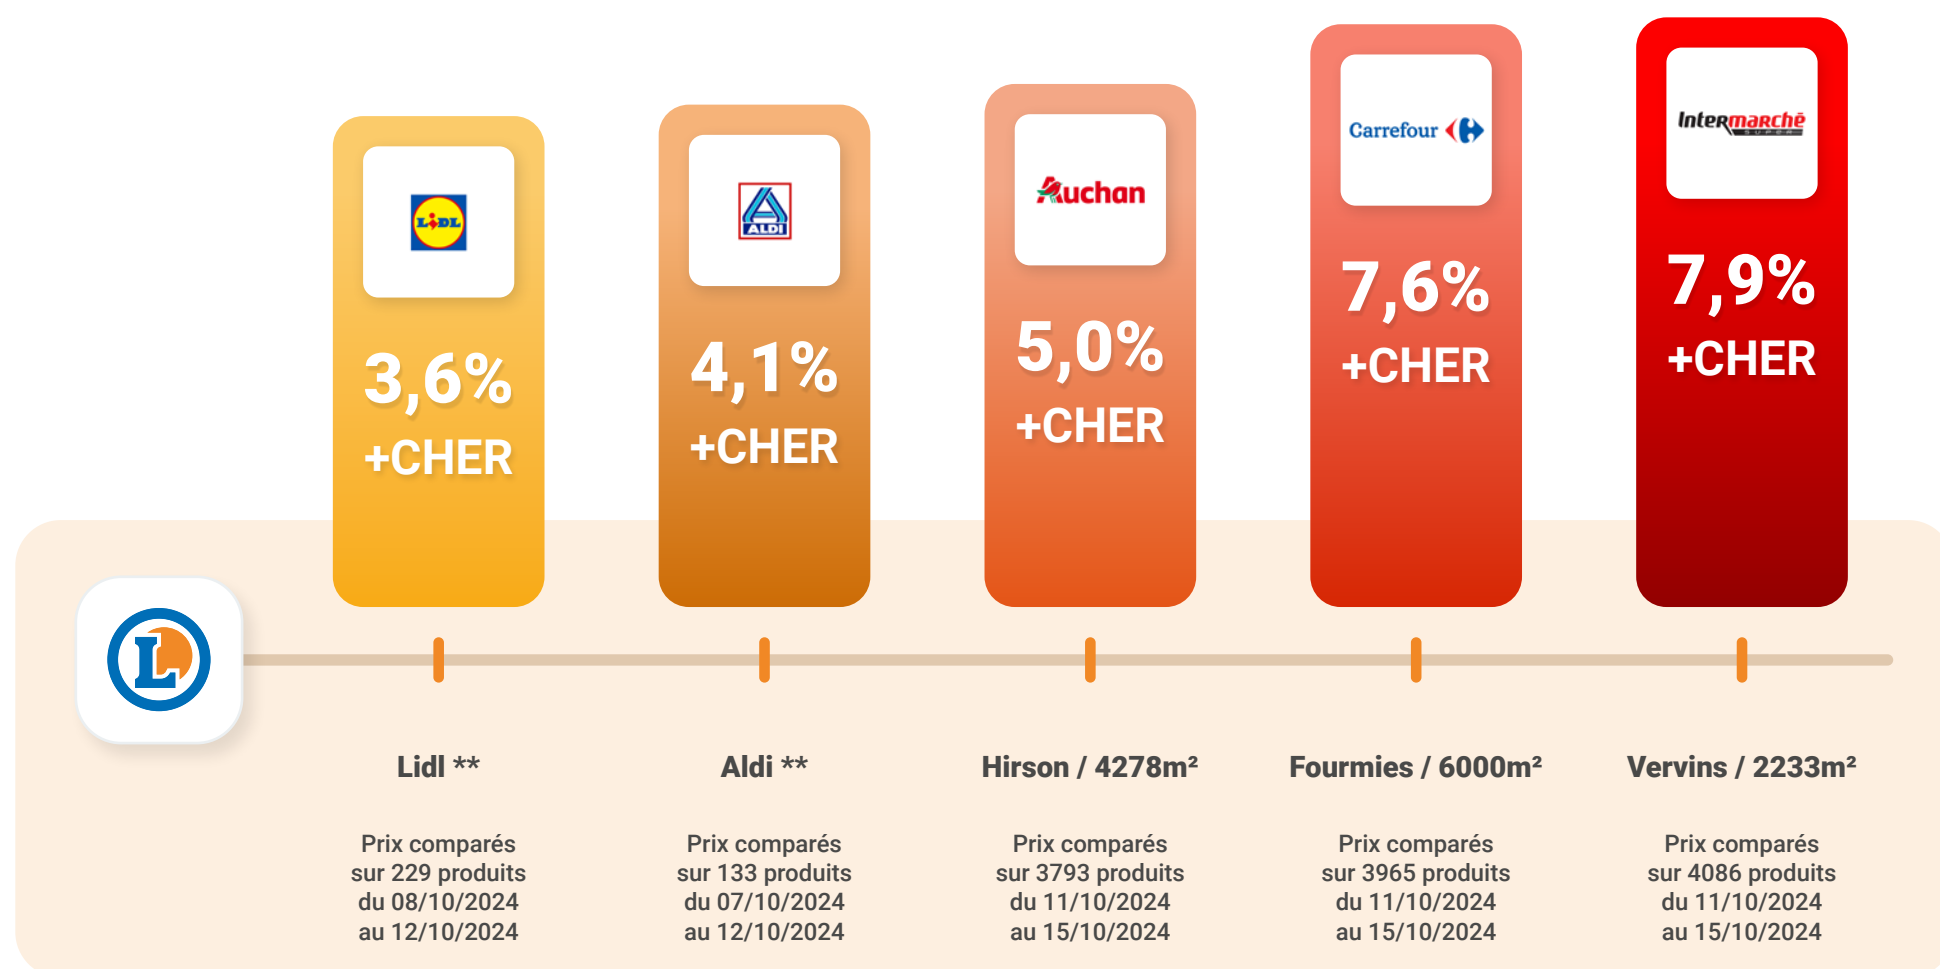 LIDL
3,6%
+CHER
ALDI
4,1%
+CHER
Auchan
5,0%
+CHER
Carrefour
7,6%
+CHER
Intermarchē
SUPER
7,9%
+CHER
L
Lidl **
Prix comparés
sur 229 produits
du 08/10/2024
au 12/10/2024
Aldi **
Prix comparés
sur 133 produits
du 07/10/2024
au 12/10/2024
Hirson / 4278m²
Prix comparés
sur 3793 produits
du 11/10/2024
au 15/10/2024
Fourmies / 6000m²
Prix comparés
sur 3965 produits
du 11/10/2024
au 15/10/2024
Vervins / 2233m²
Prix comparés
sur 4086 produits
du 11/10/2024
au 15/10/2024